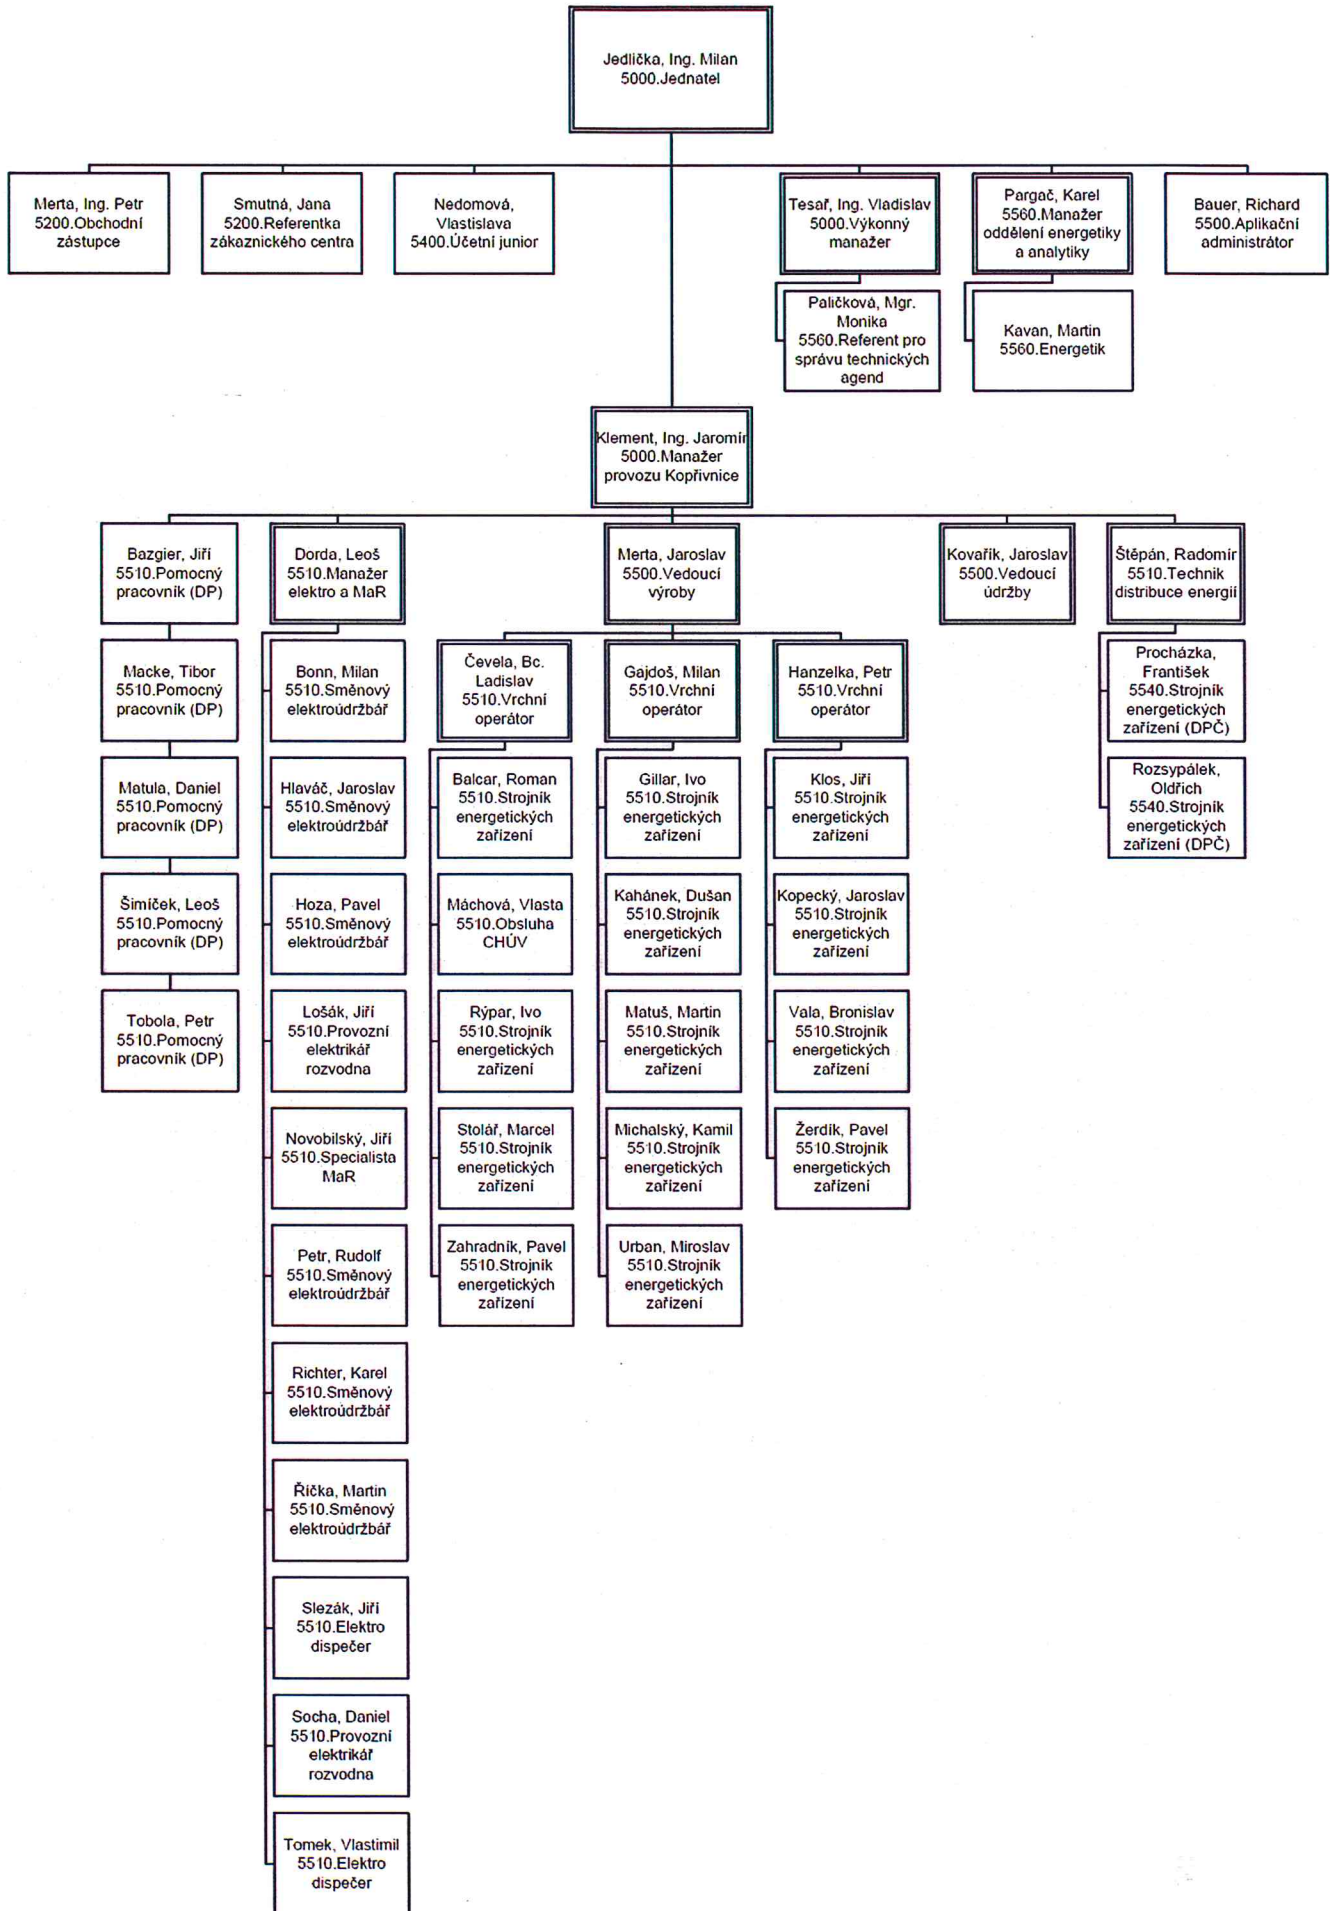 Jedlička, Ing. Milan
5000.Jednatel
Merta, Ing. Petr
5200.Obchodní
zástupce
Smutná, Jana
5200.Referentka
zákaznického centra
Nedomová,
Vlastislava
5400.Účetní junior
Tesař, Ing. Vladislav
5000.Výkonný
manažer
Pargač, Karel
5560.Manažer
oddělení energetiky
a analytiky
Bauer, Richard
5500.Aplikační
administrátor
Paličková, Mgr.
Monika
5560.Referent pro
správu technických
agend
Kavan, Martin
5560.Energetik
Klement, Ing. Jaromír
5000.Manažer
provozu Kopřivnice
Bazgier, Jiří
5510.Pomocný
pracovník (DP)
Dorda, Leoš
5510.Manažer
elektro a MaR
Merta, Jaroslav
5500.Vedoucí
výroby
Kovařík, Jaroslav
5500.Vedoucí
údržby
Štěpán, Radomír
5510.Technik
distribuce energií
Macke, Tibor
5510.Pomocný
pracovník (DP)
Matula, Daniel
5510.Pomocný
pracovník (DP)
Šimíček, Leoš
5510.Pomocný
pracovník (DP)
Tobola, Petr
5510.Pomocný
pracovník (DP)
Bonn, Milan
5510.Směnový
elektroúdržbář
Hlaváč, Jaroslav
5510.Směnový
elektroúdržbář
Hoza, Pavel
5510.Směnový
elektroúdržbář
Lošák, Jiří
5510.Provozní
elektrikář
rozvodna
Novobilský, Jiří
5510.Specialista
MaR
Petr, Rudolf
5510.Směnový
elektroúdržbář
Richter, Karel
5510.Směnový
elektroúdržbář
Řička, Martin
5510.Směnový
elektroúdržbář
Slezák, Jiří
5510.Elektro
dispečer
Socha, Daniel
5510.Provozní
elektrikář
rozvodna
Tomek, Vlastimil
5510.Elektro
dispečer
Čevela, Bc.
Ladislav
5510.Vrchní
operátor
Balcar, Roman
5510.Strojník
energetických
zařízení
Máchová, Vlasta
5510.Obsluha
CHÚV
Rýpar, Ivo
5510.Strojník
energetických
zařízení
Stolář, Marcel
5510.Strojník
energetických
zařízení
Zahradník, Pavel
5510.Strojník
energetických
zařízení
Gajdoš, Milan
5510.Vrchní
operátor
Gillar, Ivo
5510.Strojník
energetických
zařízení
Kahánek, Dušan
5510.Strojník
energetických
zařízení
Matuš, Martin
5510.Strojník
energetických
zařízení
Michalský, Kamil
5510.Strojník
energetických
zařízení
Urban, Miroslav
5510.Strojník
energetických
zařízení
Hanzelka, Petr
5510.Vrchní
operátor
Klos, Jiří
5510.Strojník
energetických
zařízení
Kopecký, Jaroslav
5510.Strojník
energetických
zařízení
Vala, Bronislav
5510.Strojník
energetických
zařízení
Žerdík, Pavel
5510.Strojník
energetických
zařízení
Procházka,
František
5540.Strojník
energetických
zařízení (DPČ)
Rozsypálek,
Oldřich
5540.Strojník
energetických
zařízení (DPČ)